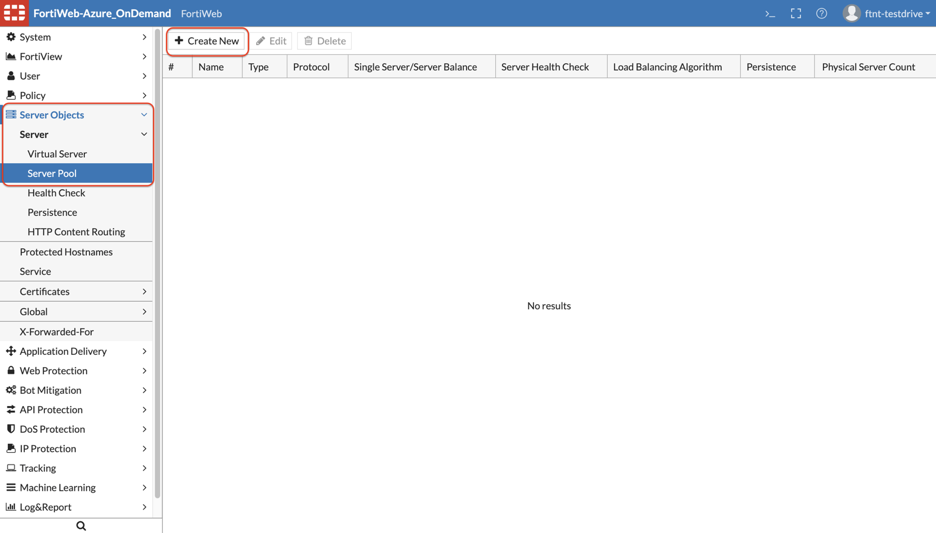 FortiWeb-Azure_OnDemand FortiWeb >_ ftnt-testdrive
System
FortiView
User
Policy
Server Objects
Server
Virtual Server
Server Pool
Health Check
Persistence
HTTP Content Routing
Protected Hostnames
Service
Certificates
Global
X-Forwarded-For
Application Delivery
Web Protection
Bot Mitigation
API Protection
DoS Protection
IP Protection
Tracking
Machine Learning
Log&Report
+ Create New Edit Delete
# Name Type Protocol Single Server/Server Balance Server Health Check Load Balancing Algorithm Persistence Physical Server Count
No results